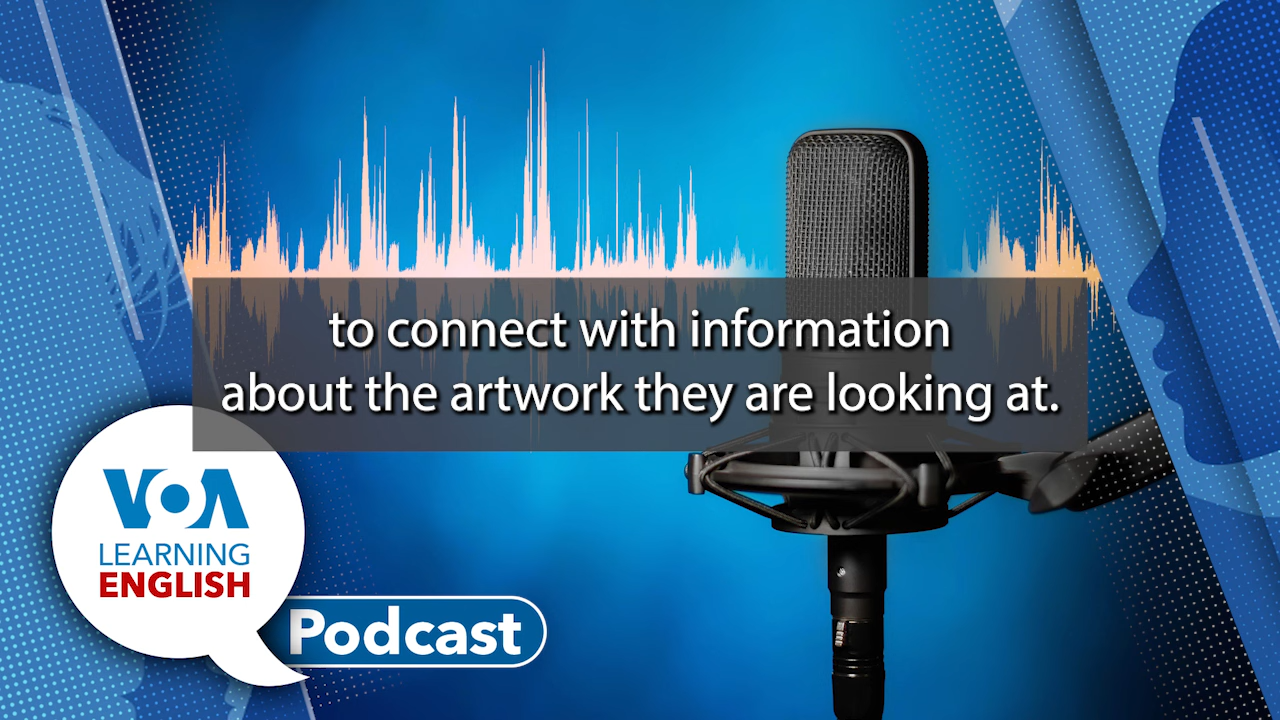 to connect with information
about the artwork they are looking at.
VOA
LEARNING
ENGLISH
Podcast